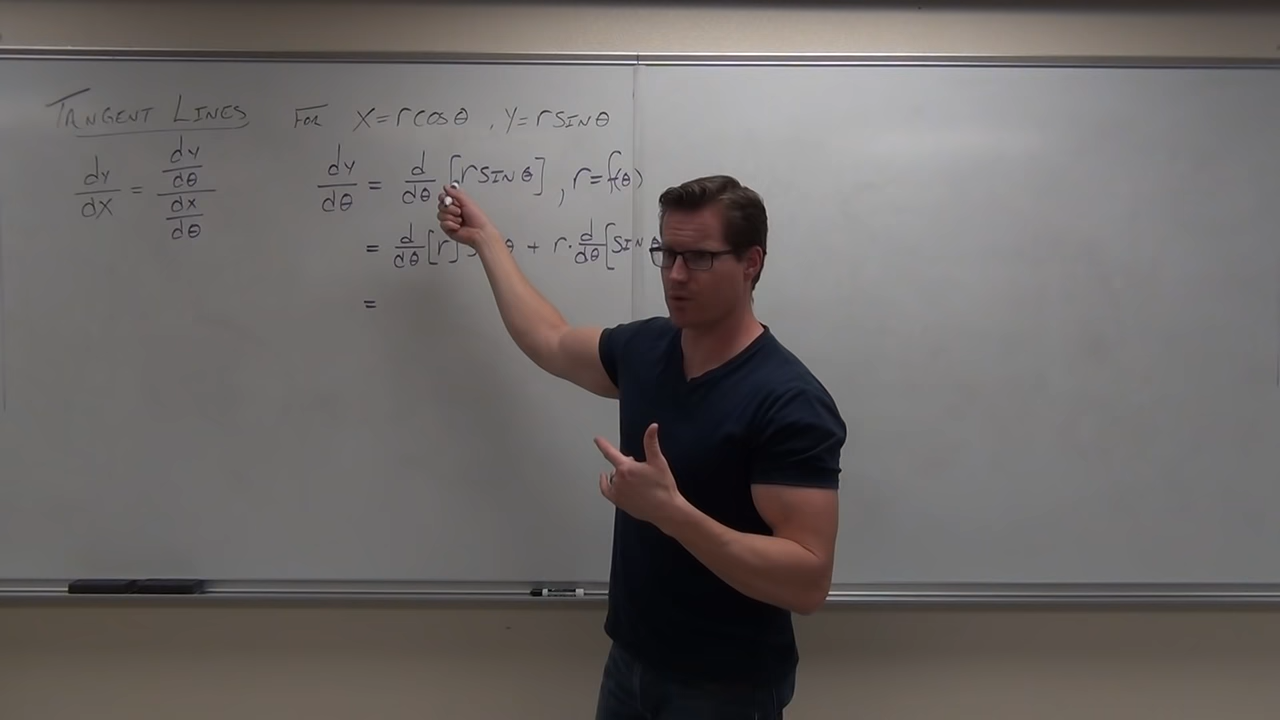 TANGENT LINES
dy/dx = (dy/dθ)/(dx/dθ)
FOR X = r cos θ , Y = r SIN θ
dy/dθ = d/dθ [r SIN θ] , r = f(θ)
= d/dθ [r] θ + r · d/dθ [SIN θ
=